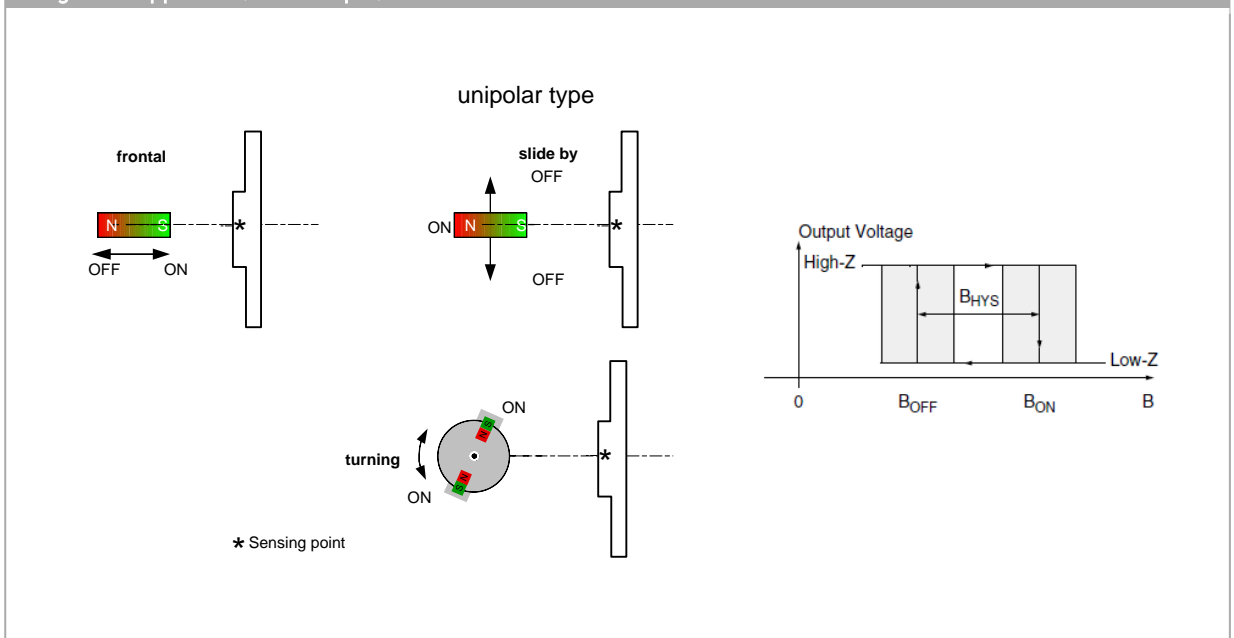 unipolar type
frontal
N S
OFF ON
slide by
OFF
ON N S
OFF
turning
ON
S N
N S
ON
* Sensing point
Output Voltage
High-Z
BHYS
Low-Z
0 BOFF BON B